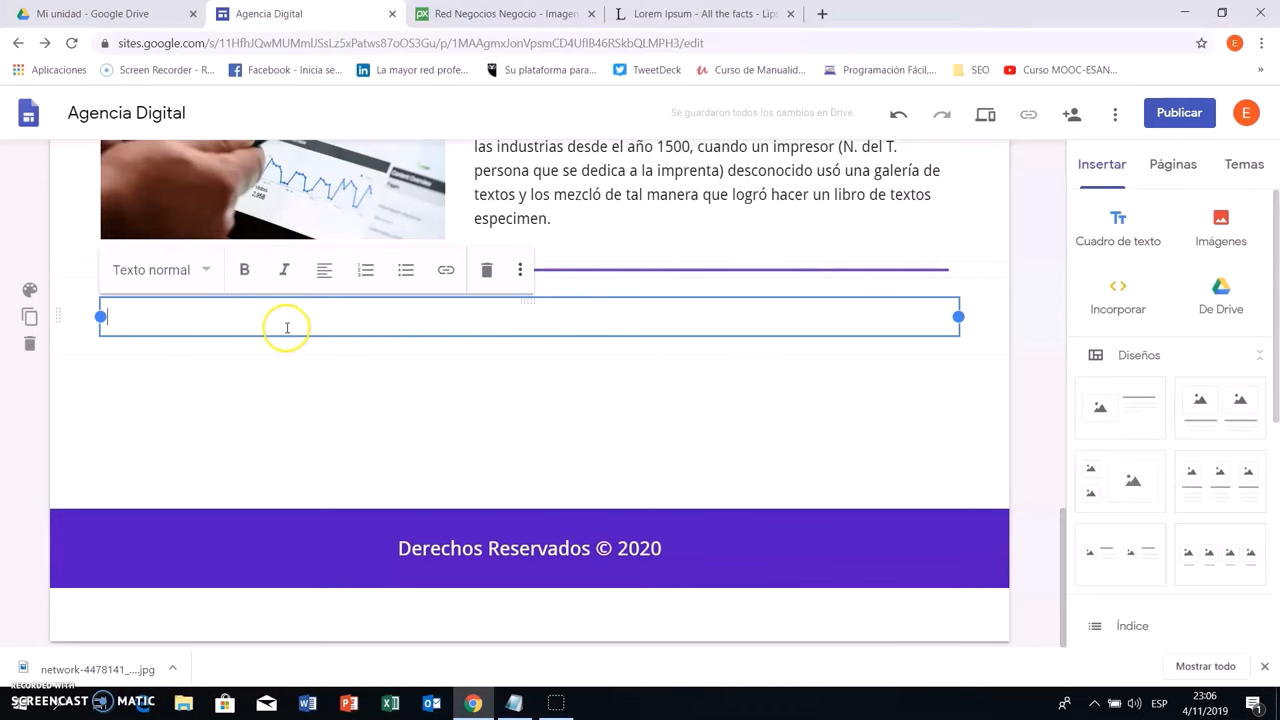 Mi unidad - Google Drive
Agencia Digital
Red Negocios Negocio - Imagen
Lorem Ipsum - All the facts - Lips
sites.google.com/s/11HfhJQwMUMmlJSsLz5xPatws87oOS3Gu/p/1MAAgmxJonVpsmCD4UfIB46RSkbQLMPH3/edit
E
Aplicaciones
Screen Recorder - R...
Facebook - Inicia se...
La mayor red profe...
Su plataforma para...
TweetDeck
Curso de Manualid...
Programación Fácil,...
SEO
Curso MOOC-ESAN...
»
Agencia Digital
Se guardaron todos los cambios en Drive
Publicar
E
las industrias desde el año 1500, cuando un impresor (N. del T.
persona que se dedica a la imprenta) desconocido usó una galería de
textos y los mezcló de tal manera que logró hacer un libro de textos
especimen.
Insertar
Páginas
Temas
Tt
Cuadro de texto
Imágenes
Incorporar
De Drive
Diseños
Índice
Texto normal
B
I
Derechos Reservados © 2020
network-4478141_....jpg
Mostrar todo
RECORDED WITH
SCREENCAST MATIC
ESP
23:06
4/11/2019